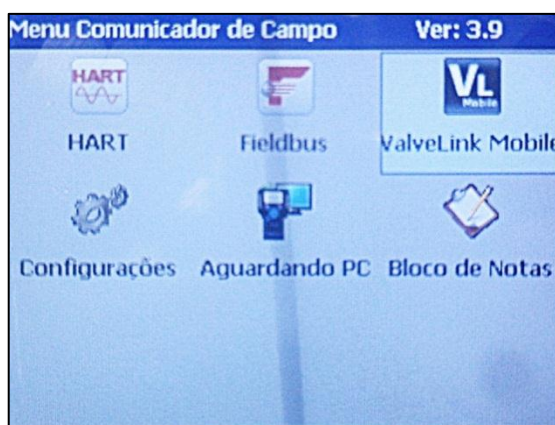 Menu Comunicador de Campo Ver: 3.9
HART
VL
Mobile
HART Fieldbus ValveLink Mobile
Configurações Aguardando PC Bloco de Notas